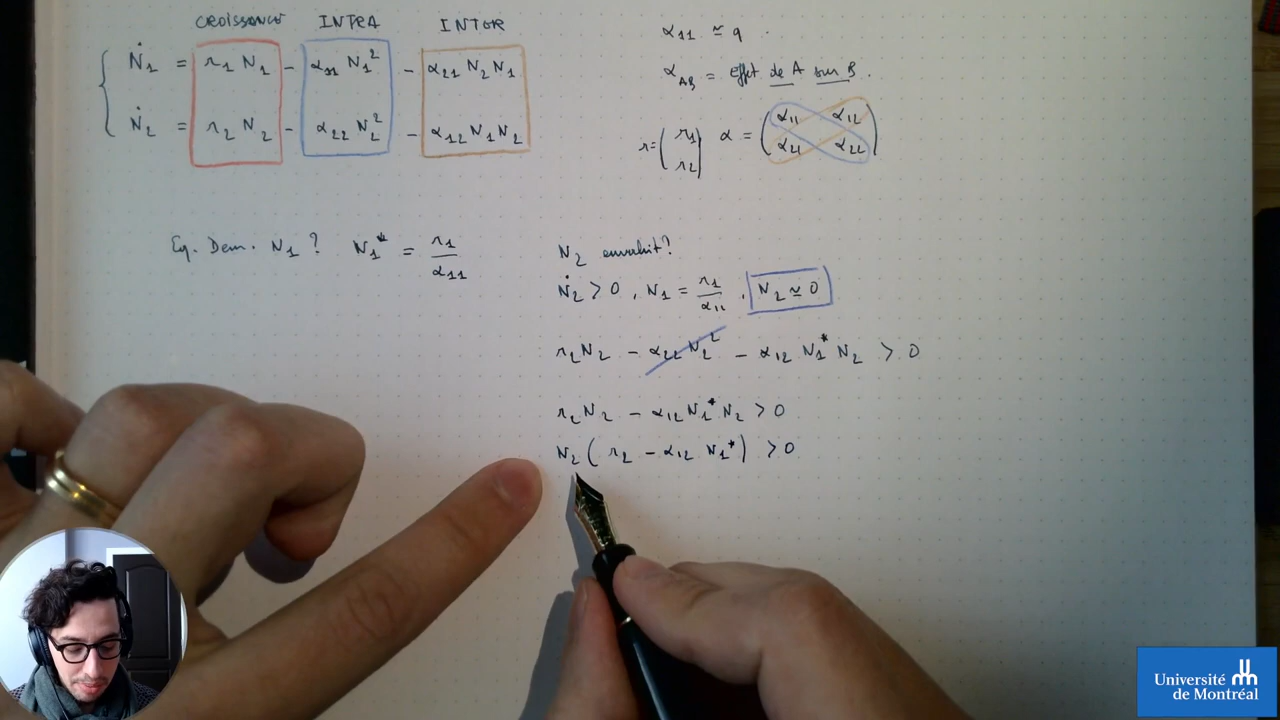 CROISSANCE INTRA INTER
Ṅ₁ = r₁ N₁ - α₁₁ N₁² - α₂₁ N₂ N₁
Ṅ₂ = r₂ N₂ - α₂₂ N₂² - α₁₂ N₁ N₂
α₁₁ ≃ q .
α_AB = effet de A sur B.
r = (r₁ r₂) α = (α₁₁ α₁₂
α₂₁ α₂₂)
Eq. Dem. N₁ ? N₁* = r₁/α₁₁
N₂ envahit?
Ṅ₂ > 0 , N₁ = r₁/α₁₁ , N₂ ≃ 0
r₂N₂ - α₂₂N₂² - α₁₂ N₁* N₂ > 0
r₂N₂ - α₁₂N₁*N₂ > 0
N₂( r₂ - α₁₂ N₁*) > 0
Université
de Montréal